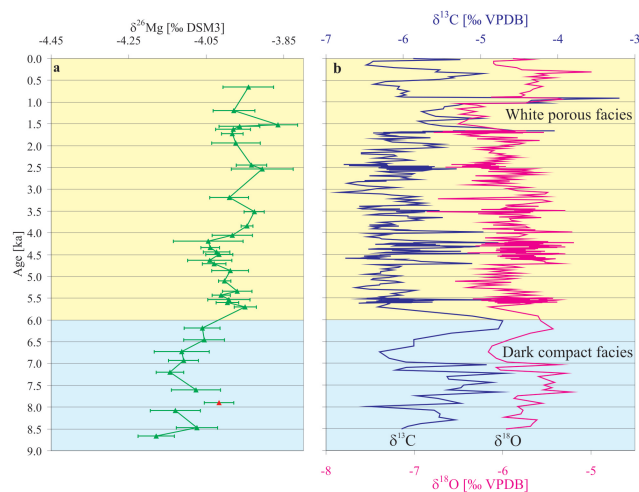 δ²⁶Mg [‰ DSM3]
-4.45 -4.25 -4.05 -3.85
δ¹³C [‰ VPDB]
-7 -6 -5 -4 -3
a
b
Age [ka]
0.0
0.5
1.0
1.5
2.0
2.5
3.0
3.5
4.0
4.5
5.0
5.5
6.0
6.5
7.0
7.5
8.0
8.5
9.0
White porous facies
Dark compact facies
δ¹³C δ¹⁸O
-8 -7 -6 -5 -4
δ¹⁸O [‰ VPDB]